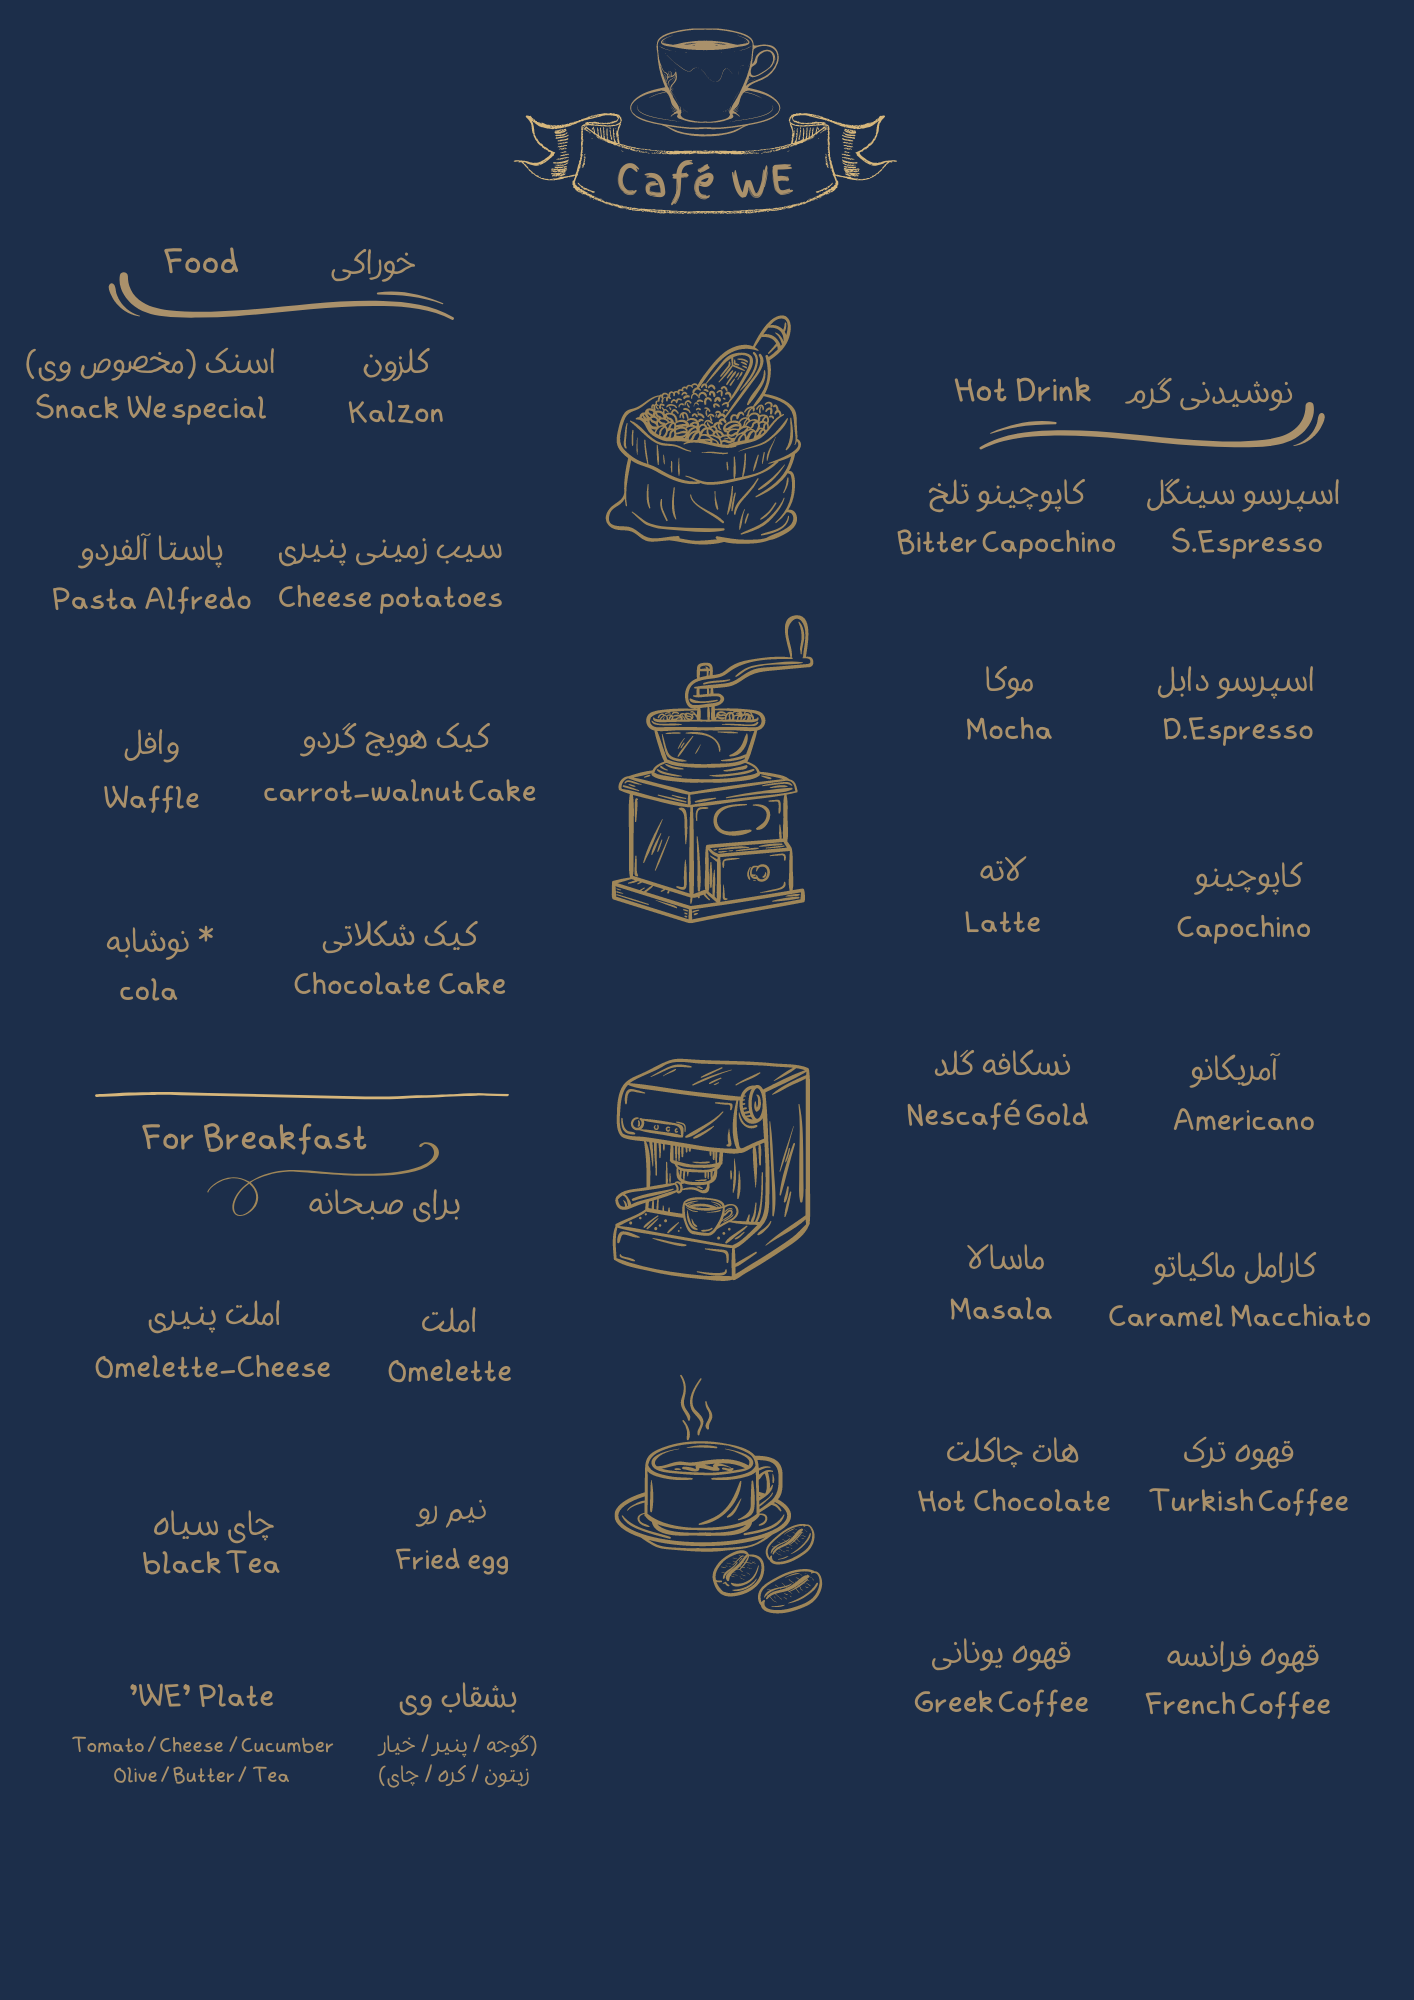 Café WE
Food خوراکی
اسنک (مخصوص وی)
Snack We special
کلزون
Kalzon
پاستا آلفردو
Pasta Alfredo
سیب زمینی پنیری
Cheese potatoes
وافل
Waffle
کیک هویج گردو
carrot-walnut Cake
* نوشابه
cola
کیک شکلاتی
Chocolate Cake
For Breakfast
برای صبحانه
املت پنیری
Omelette-Cheese
املت
Omelette
چای سیاه
black Tea
نیم رو
Fried egg
'WE' Plate
Tomato / Cheese / Cucumber
Olive / Butter / Tea
بشقاب وی
(گوجه / پنیر / خیار
زیتون / کره / چای)
Hot Drink نوشیدنی گرم
کاپوچینو تلخ
Bitter Capochino
اسپرسو سینگل
S.Espresso
موکا
Mocha
اسپرسو دابل
D.Espresso
لاته
Latte
کاپوچینو
Capochino
نسکافه گلد
Nescafé Gold
آمریکانو
Americano
ماسالا
Masala
کارامل ماکیاتو
Caramel Macchiato
هات چاکلت
Hot Chocolate
قهوه ترک
Turkish Coffee
قهوه یونانی
Greek Coffee
قهوه فرانسه
French Coffee